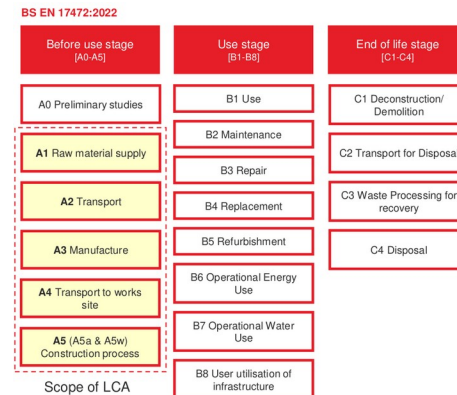 BS EN 17472:2022
Before use stage
[A0-A5]
A0 Preliminary studies
A1 Raw material supply
A2 Transport
A3 Manufacture
A4 Transport to works
site
A5 (A5a & A5w)
Construction process
Scope of LCA
Use stage
[B1-B8]
B1 Use
B2 Maintenance
B3 Repair
B4 Replacement
B5 Refurbishment
B6 Operational Energy
Use
B7 Operational Water
Use
B8 User utilisation of
infrastructure
End of life stage
[C1-C4]
C1 Deconstruction/
Demolition
C2 Transport for Disposal
C3 Waste Processing for
recovery
C4 Disposal